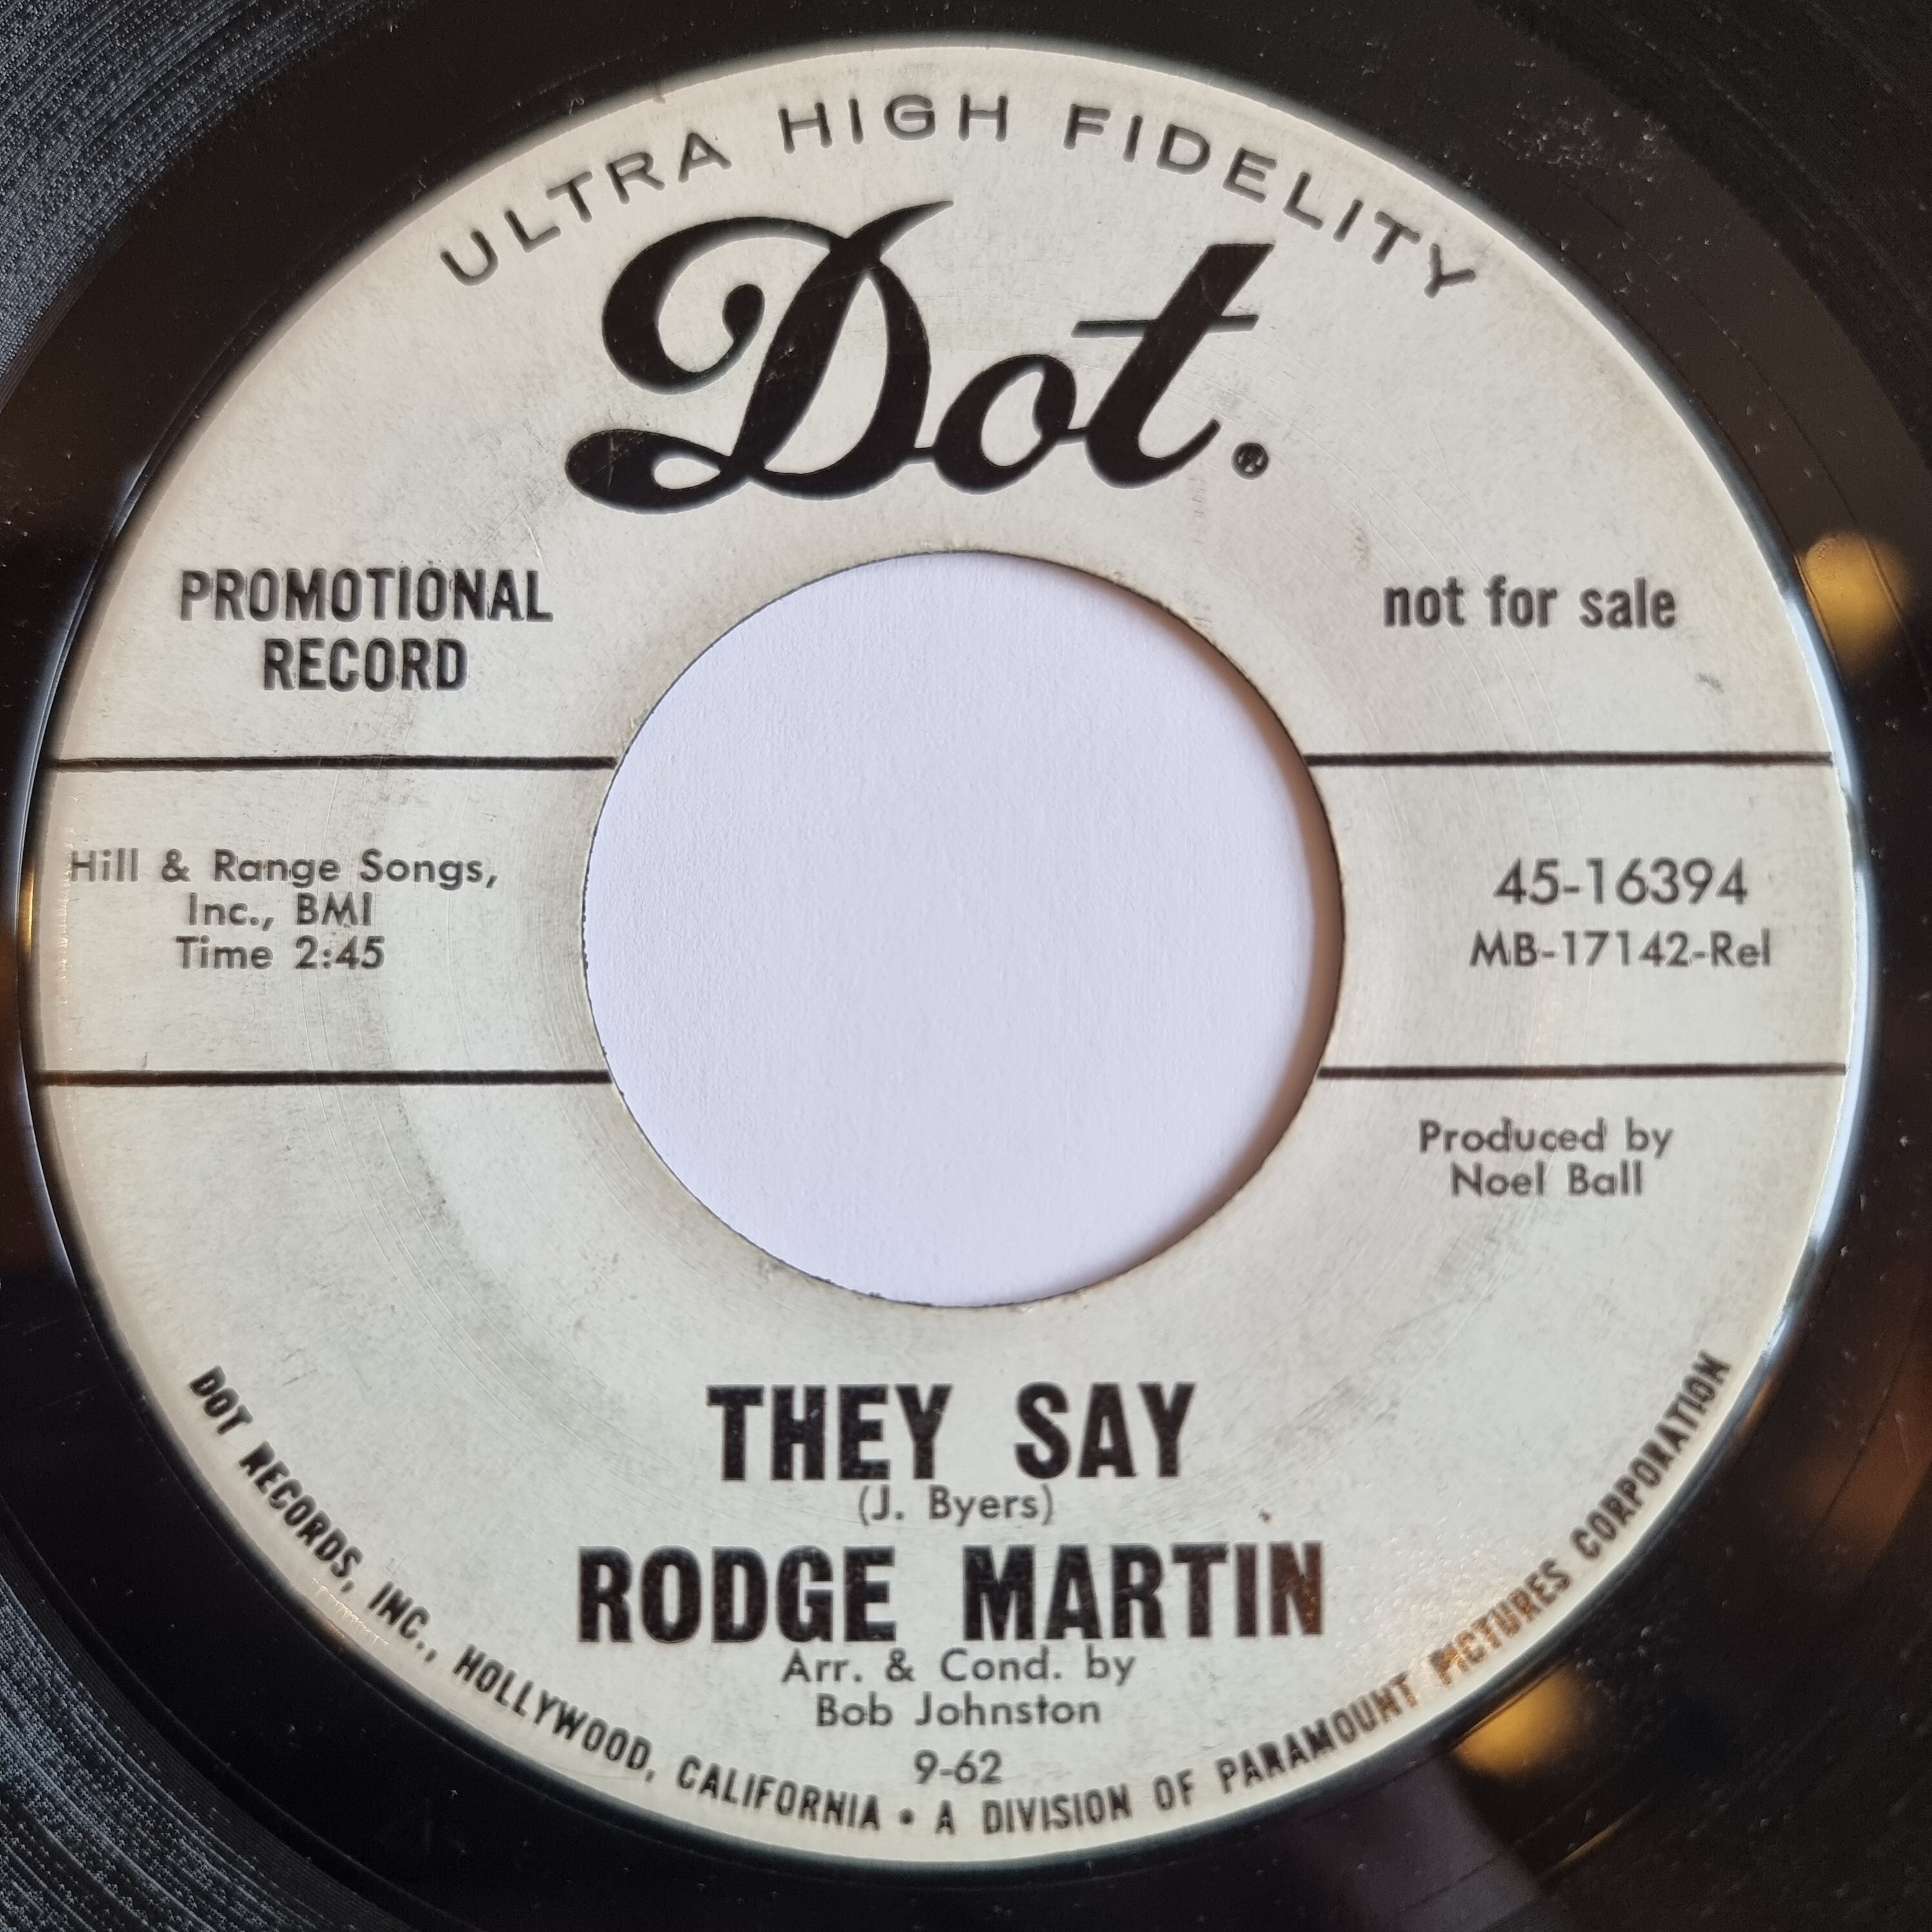 ULTRA HIGH FIDELITY
Dot.®
PROMOTIONAL
RECORD
not for sale
Hill & Range Songs,
Inc., BMI
Time 2:45
45-16394
MB-17142-Rel
Produced by
Noel Ball
THEY SAY
(J. Byers)
RODGE MARTIN
Arr. & Cond. by
Bob Johnston
9-62
DOT RECORDS, INC., HOLLYWOOD, CALIFORNIA • A DIVISION OF PARAMOUNT PICTURES CORPORATION